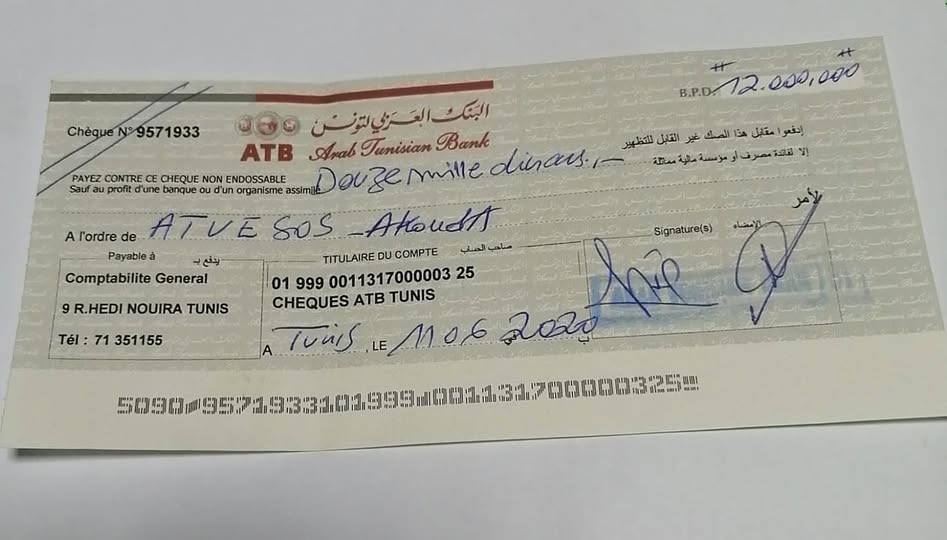 B.P.D. # 12.000,000 #
Chèque N° 9571933
البنك العربي لتونس
ATB Arab Tunisian Bank
إدفعوا مقابل هذا الصك غير القابل للتظهير
إلا لفائدة مصرف أو مؤسسة مالية مماثلة
PAYEZ CONTRE CE CHEQUE NON ENDOSSABLE
Sauf au profit d'une banque ou d'un organisme assimilé
Douze mille dinars.
لأمر
A l'ordre de ATVE SOS - Akouda
Payable à يدفع بـ
Comptabilite General
9 R.HEDI NOUIRA TUNIS
Tél : 71 351155
TITULAIRE DU COMPTE صاحب الحساب
01 999 0011317000003 25
CHEQUES ATB TUNIS
A Tunis , LE 11 06 2020
في ب
Signature(s) الإمضاء
5090 9571933101999 001131700000325